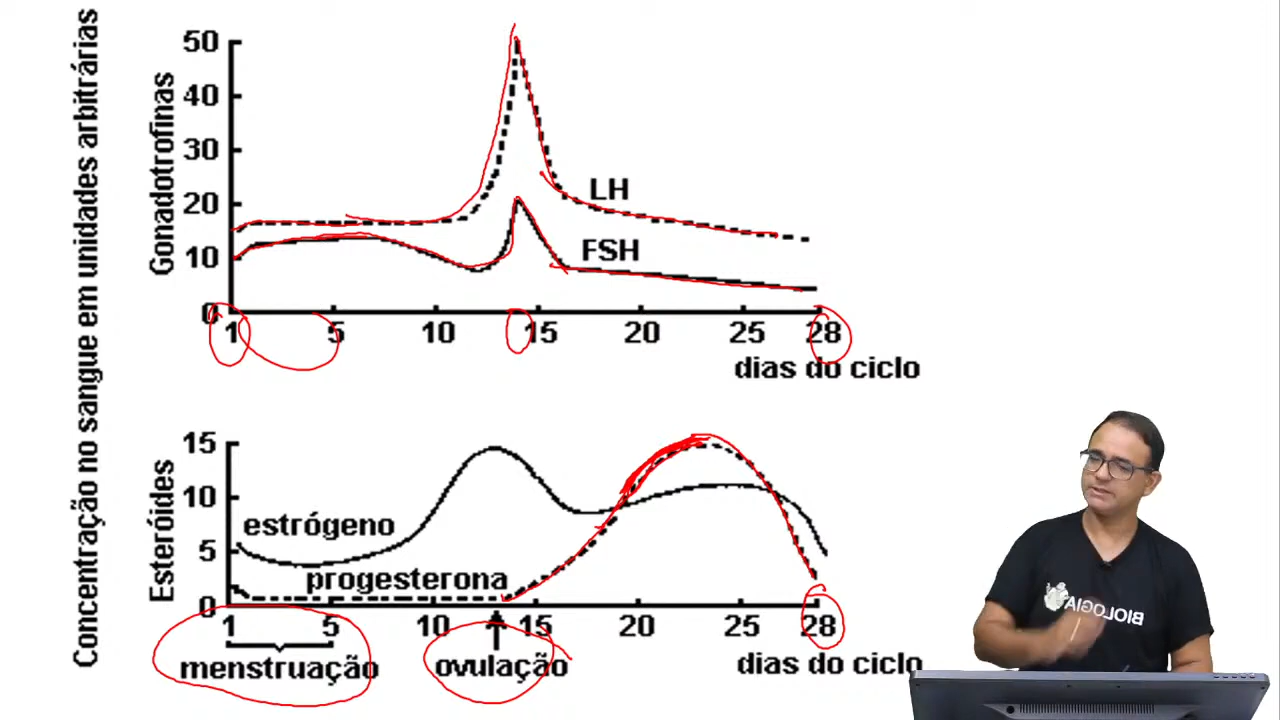 Concentração no sangue em unidades arbitrárias
Gonadotrofinas
50
40
30
20
10
0
LH
FSH
1 5 10 15 20 25 28
dias do ciclo
Esteróides
15
10
5
0
estrógeno
progesterona
1 5 10 15 20 25 28
menstruação
ovulação
dias do ciclo
BIOLOGIA